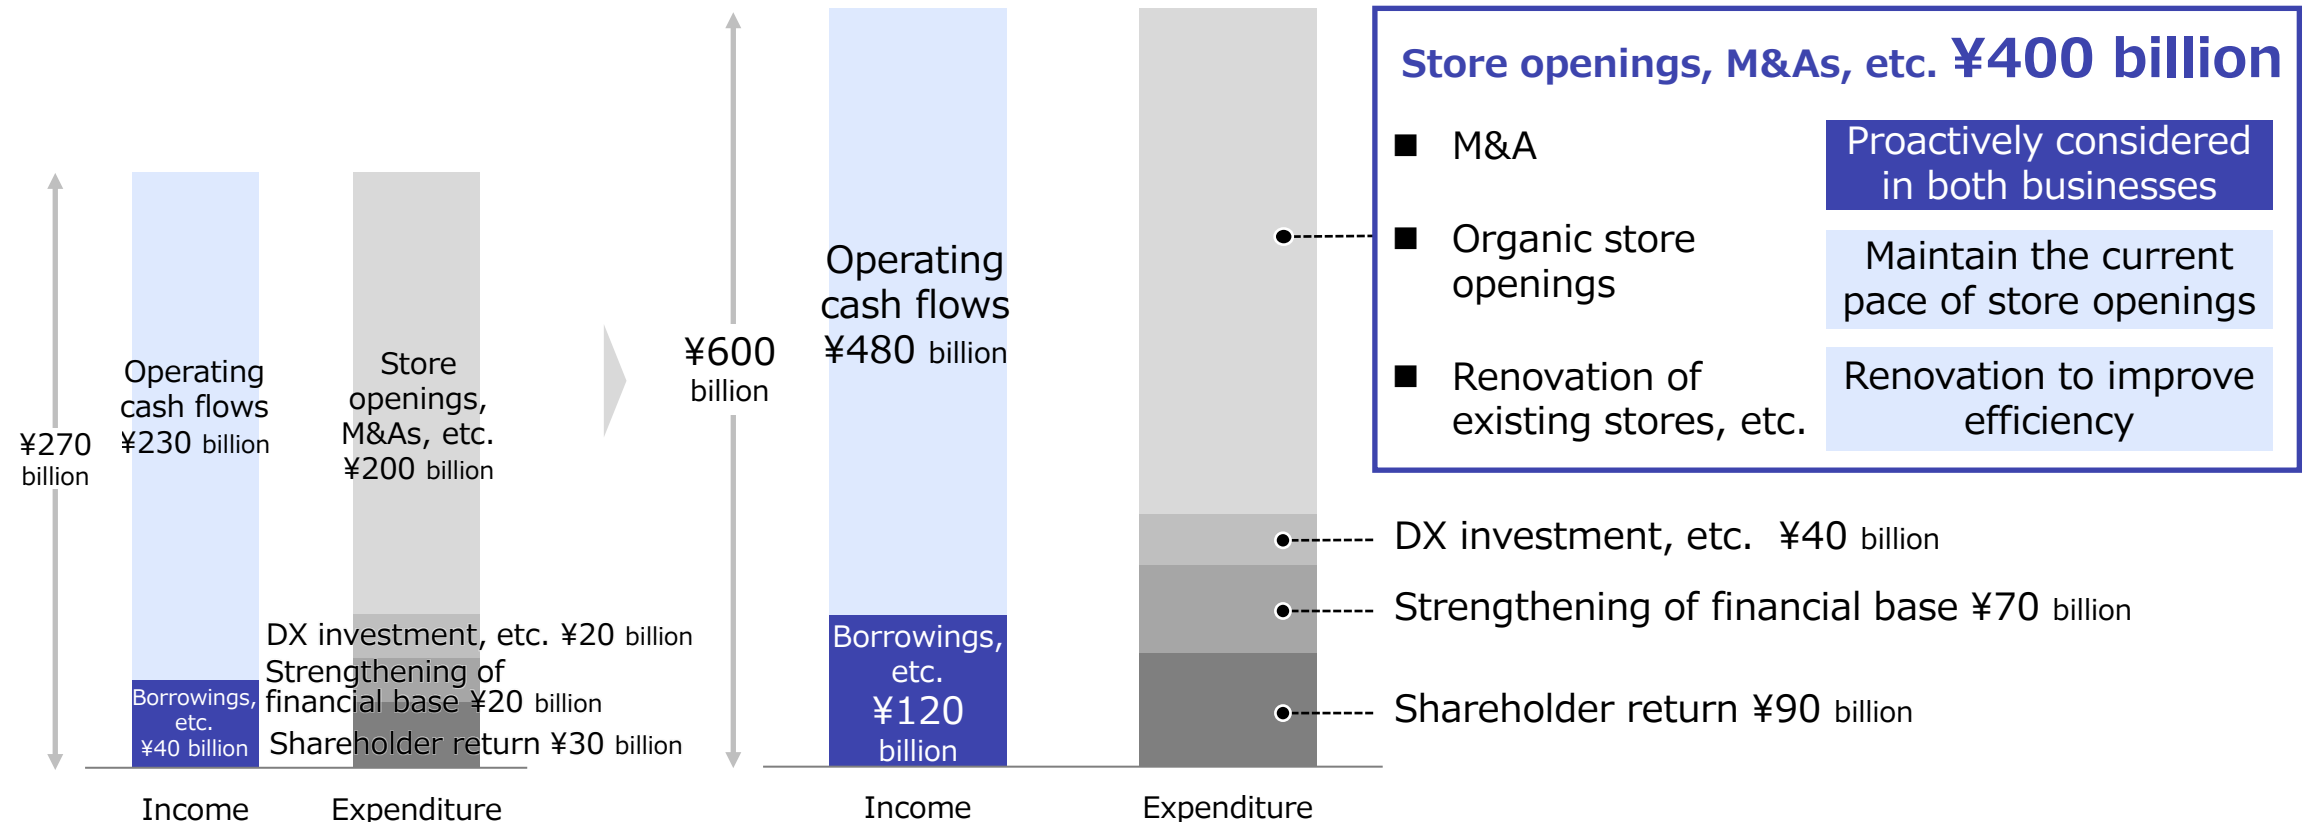 ¥270
billion
Operating
cash flows
¥230 billion
Borrowings,
etc.
¥40 billion
Income
Store
openings,
M&As, etc.
¥200 billion
DX investment, etc. ¥20 billion
Strengthening of
financial base ¥20 billion
Shareholder return ¥30 billion
Expenditure
¥600
billion
Operating
cash flows
¥480 billion
Borrowings,
etc.
¥120
billion
Income
Expenditure
Store openings, M&As, etc. ¥400 billion
■ M&A
Proactively considered
in both businesses
■ Organic store
openings
Maintain the current
pace of store openings
■ Renovation of
existing stores, etc.
Renovation to improve
efficiency
DX investment, etc. ¥40 billion
Strengthening of financial base ¥70 billion
Shareholder return ¥90 billion